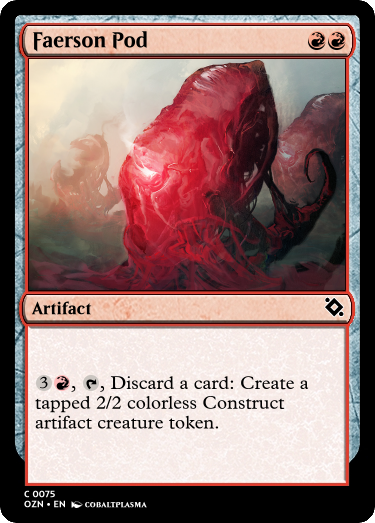 Faerson Pod
Artifact
3, , Discard a card: Create a
tapped 2/2 colorless Construct
artifact creature token.
C 0075
OZN • EN COBALTPLASMA